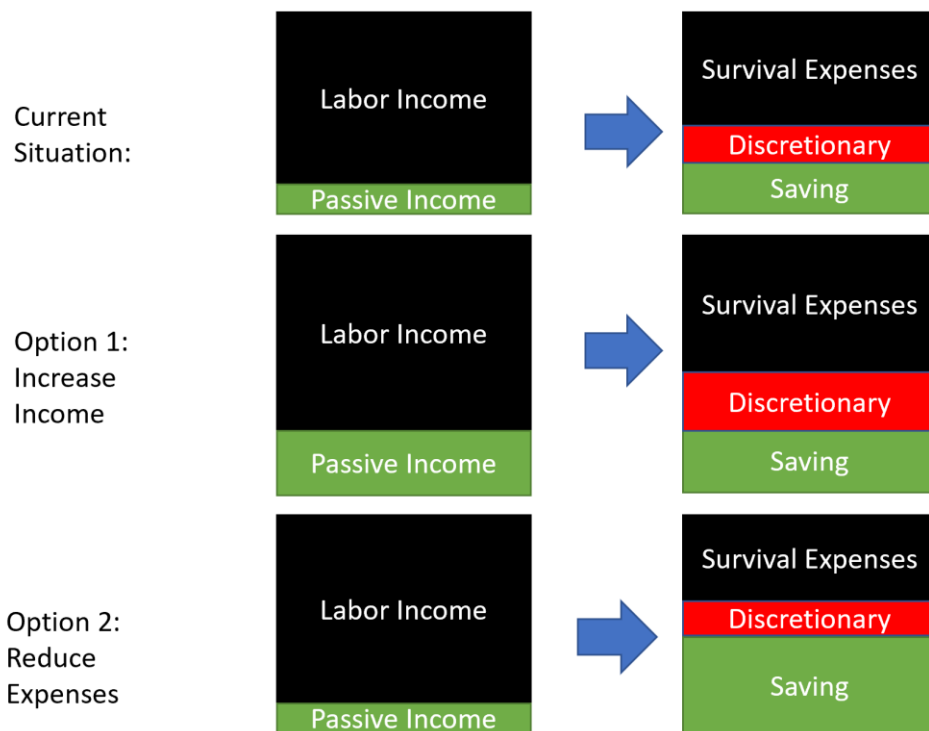 Current
Situation:
Labor Income
Passive Income
Survival Expenses
Discretionary
Saving
Option 1:
Increase
Income
Labor Income
Passive Income
Survival Expenses
Discretionary
Saving
Option 2:
Reduce
Expenses
Labor Income
Passive Income
Survival Expenses
Discretionary
Saving